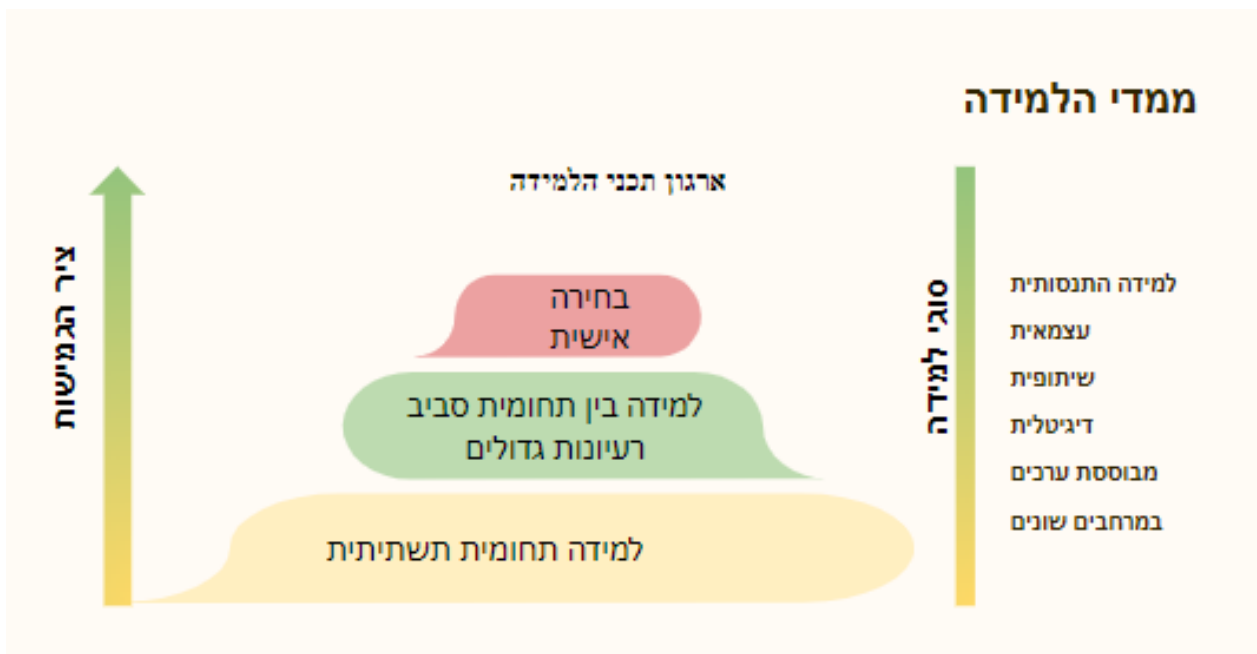 ממדי הלמידה
ארגון תכני הלמידה
סוגי למידה
למידה התנסותית
עצמאית
שיתופית
דיגיטלית
מבוססת ערכים
במרחבים שונים
בחירה
אישית
למידה בין תחומית סביב
רעיונות גדולים
למידה תחומית תשתיתית
ציר הגמישות